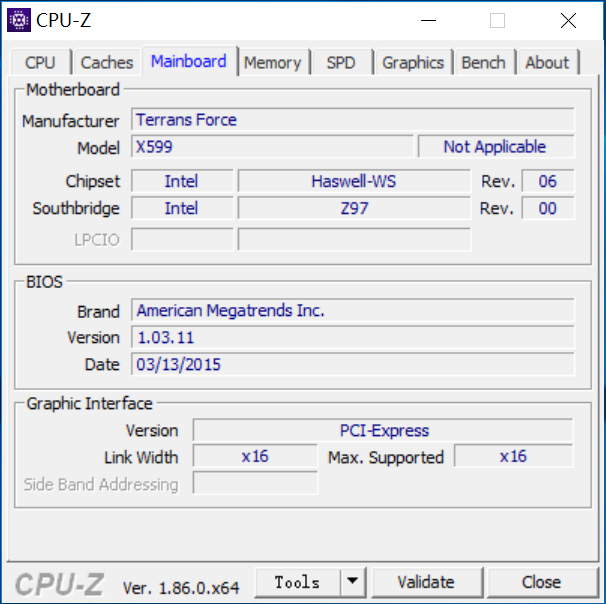 CPU-Z
CPU Caches Mainboard Memory SPD Graphics Bench About
Motherboard
Manufacturer Terrans Force
Model X599 Not Applicable
Chipset Intel Haswell-WS Rev. 06
Southbridge Intel Z97 Rev. 00
LPCIO
BIOS
Brand American Megatrends Inc.
Version 1.03.11
Date 03/13/2015
Graphic Interface
Version PCI-Express
Link Width x16 Max. Supported x16
Side Band Addressing
CPU-Z Ver. 1.86.0.x64 Tools Validate Close